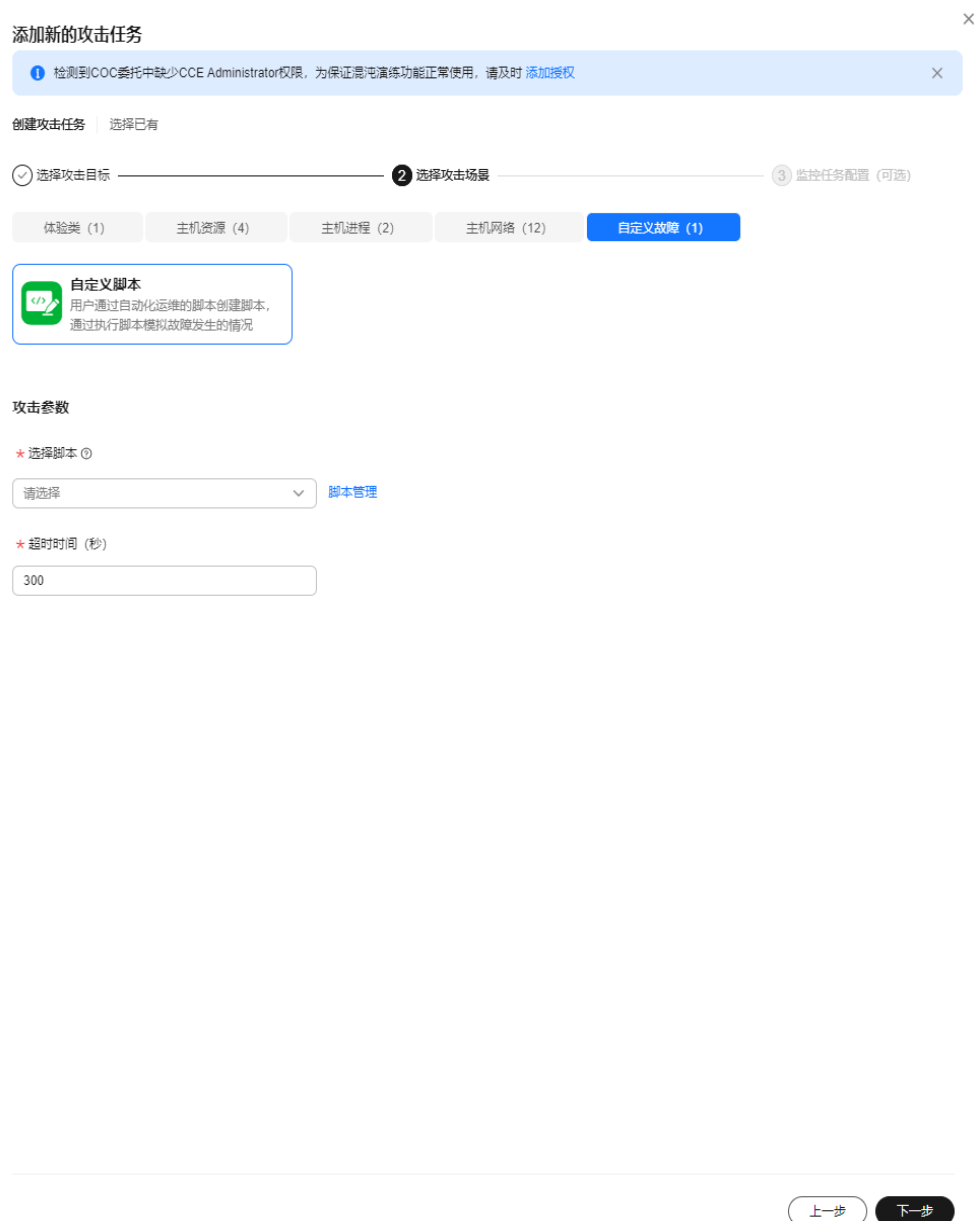 添加新的攻击任务
检测到COC委托中缺少CCE Administrator权限，为保证混沌演练功能正常使用，请及时 添加授权
创建攻击任务 选择已有
选择攻击目标 2 选择攻击场景 3 监控任务配置（可选）
体验类（1） 主机资源（4） 主机进程（2） 主机网络（12） 自定义故障（1）
自定义脚本
用户通过自动化运维的脚本创建脚本，
通过执行脚本模拟故障发生的情况
攻击参数
* 选择脚本
请选择 脚本管理
* 超时时间（秒）
300
上一步 下一步